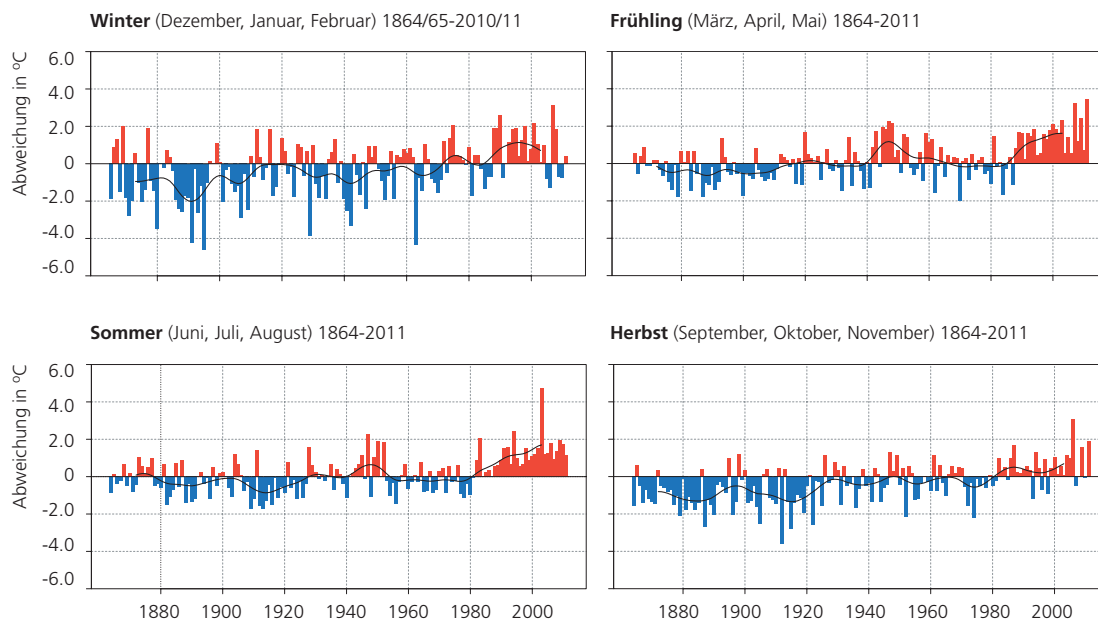 Winter (Dezember, Januar, Februar) 1864/65-2010/11
Frühling (März, April, Mai) 1864-2011
Abweichung in ºC
6.0
4.0
2.0
0
-2.0
-4.0
-6.0
Sommer (Juni, Juli, August) 1864-2011
Herbst (September, Oktober, November) 1864-2011
Abweichung in ºC
6.0
4.0
2.0
0
-2.0
-4.0
-6.0
1880 1900 1920 1940 1960 1980 2000
1880 1900 1920 1940 1960 1980 2000